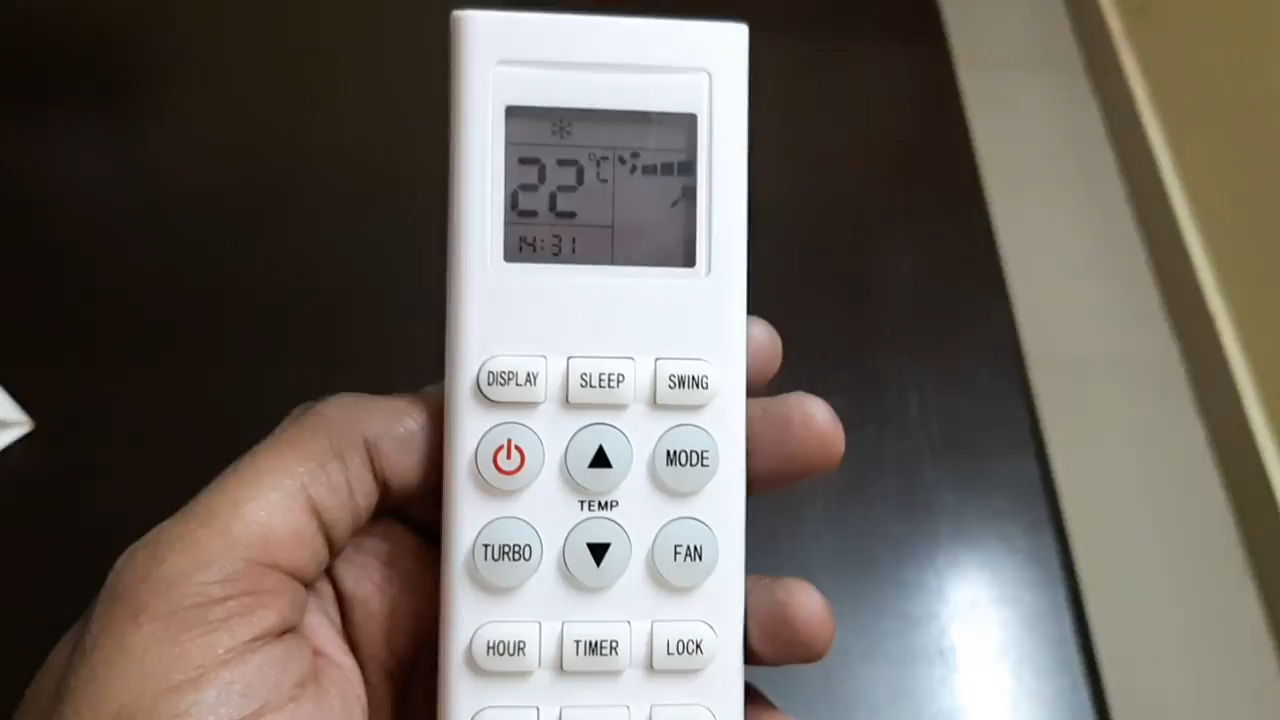 22°C
14:31
DISPLAY SLEEP SWING
MODE
TEMP
TURBO FAN
HOUR TIMER LOCK